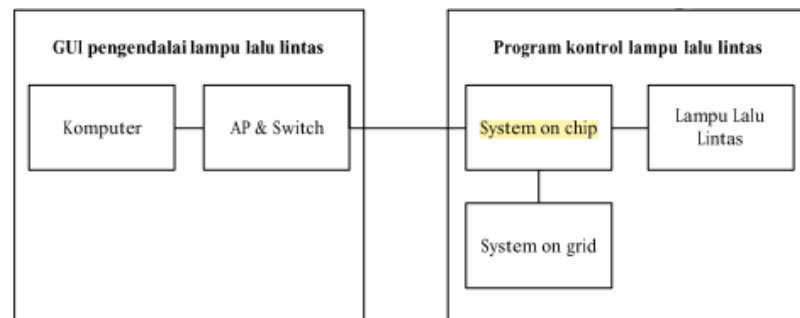 GUI pengendalai lampu lalu lintas
Komputer
AP & Switch
Program kontrol lampu lalu lintas
System on chip
Lampu Lalu
Lintas
System on grid